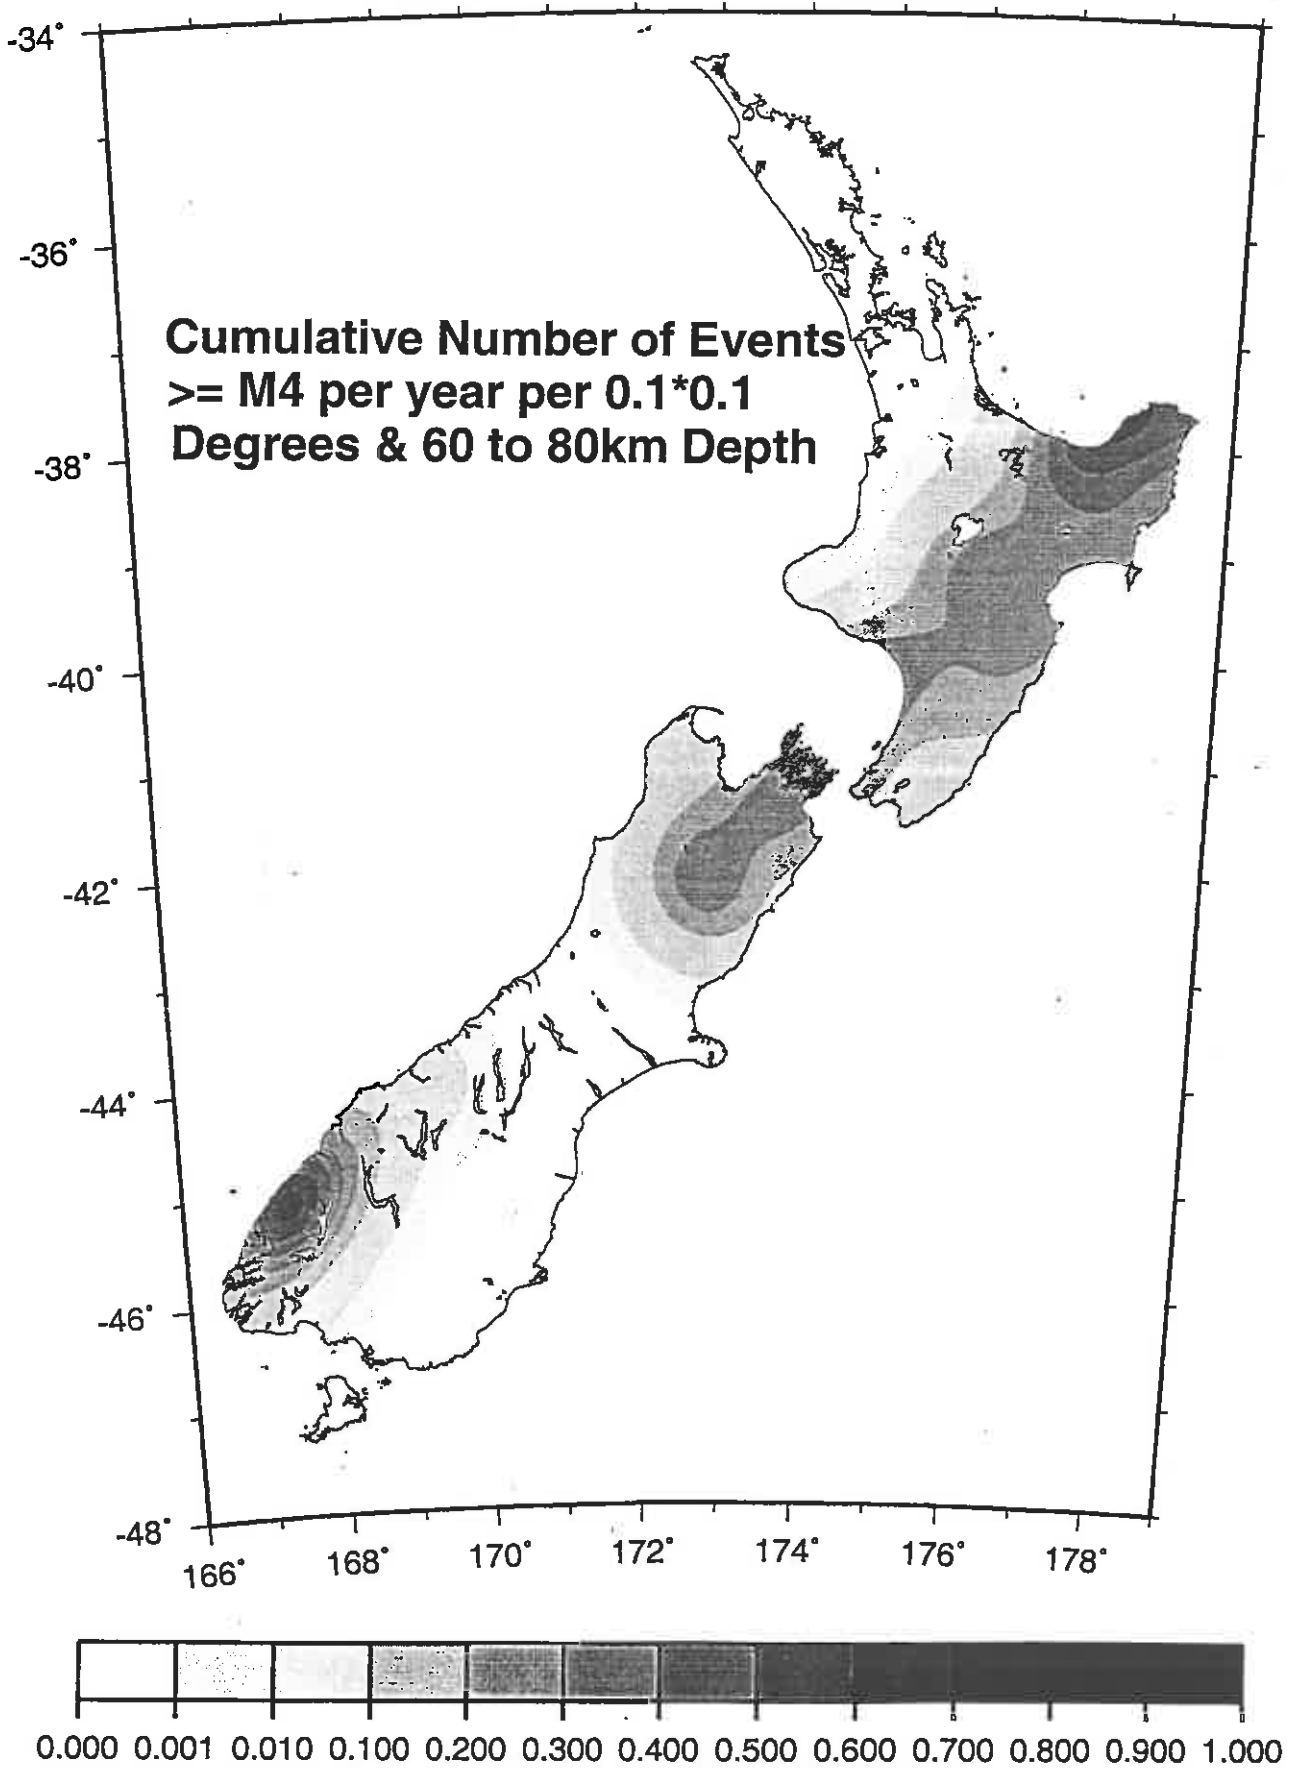 -34°
-36°
Cumulative Number of Events
>= M4 per year per 0.1*0.1
Degrees & 60 to 80km Depth
-38°
-40°
-42°
-44°
-46°
-48°
166° 168° 170° 172° 174° 176° 178°
0.000 0.001 0.010 0.100 0.200 0.300 0.400 0.500 0.600 0.700 0.800 0.900 1.000